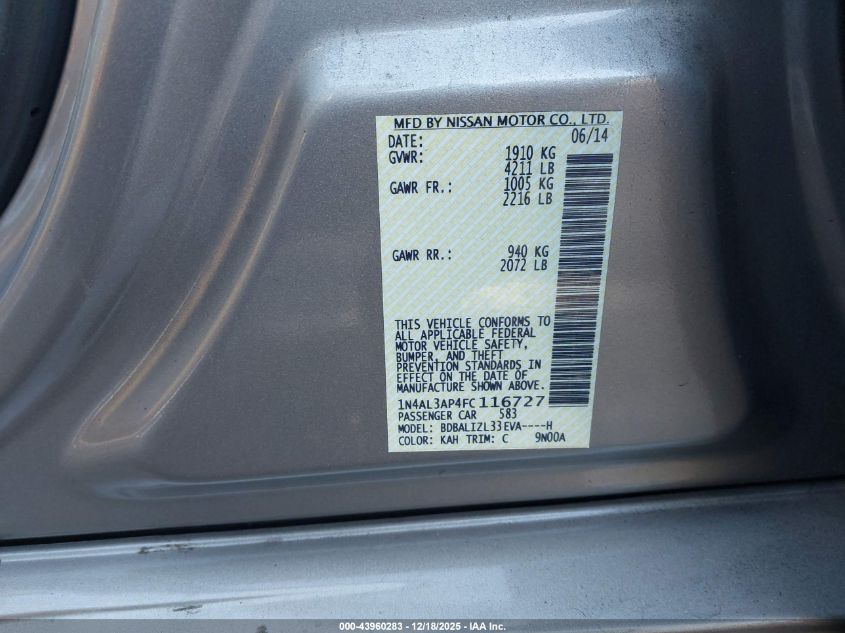 MFD BY NISSAN MOTOR CO., LTD.
DATE: 06/14
GVWR: 1910 KG
4211 LB
GAWR FR.: 1005 KG
2216 LB
GAWR RR.: 940 KG
2072 LB
THIS VEHICLE CONFORMS TO
ALL APPLICABLE FEDERAL
MOTOR VEHICLE SAFETY,
BUMPER, AND THEFT
PREVENTION STANDARDS IN
EFFECT ON THE DATE OF
MANUFACTURE SHOWN ABOVE.
1N4AL3AP4FC116727
PASSENGER CAR 583
MODEL: BDBALIZL33EVA----H
COLOR: KAH TRIM: C 9N00A
000-43960283 - 12/18/2025 - IAA Inc.